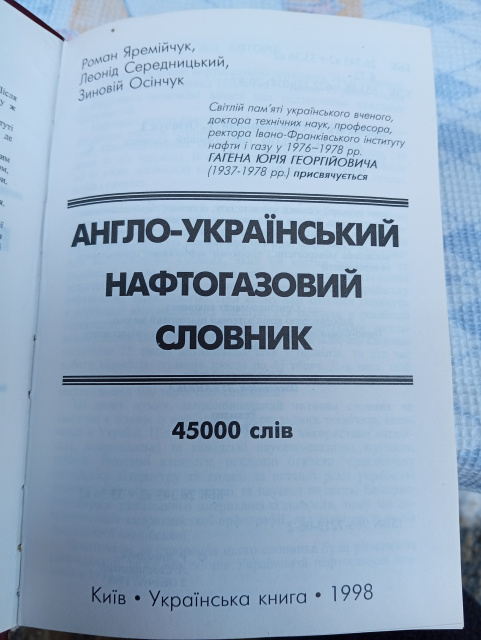 Роман Яремійчук,
Леонід Середницький,
Зиновій Осінчук
Світлій пам'яті українського вченого,
доктора технічних наук, професора,
ректора Івано-Франківського інституту
нафти і газу у 1976–1978 рр.
ГАГЕНА ЮРІЯ ГЕОРГІЙОВИЧА
(1937-1978 рр.) присвячується
АНГЛО-УКРАЇНСЬКИЙ
НАФТОГАЗОВИЙ
СЛОВНИК
45000 слів
Київ • Українська книга • 1998